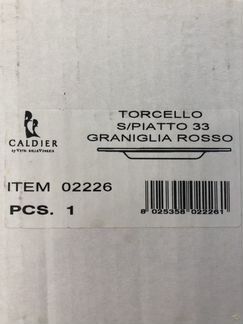 CALDIER
TORCELLO
S/PIATTO 33
GRANIGLIA ROSSO
ITEM 02226
PCS. 1
8 025358 022261